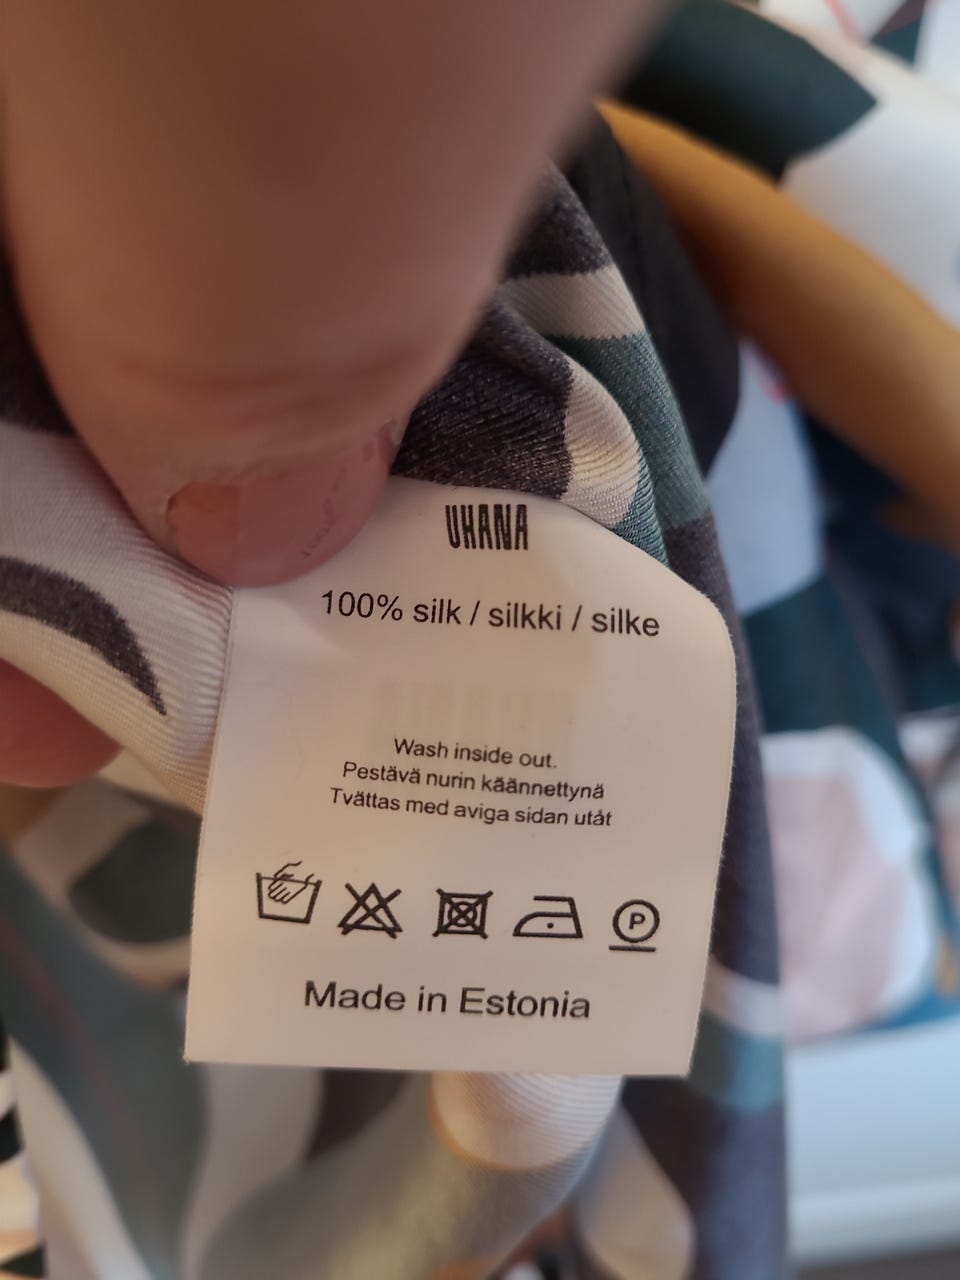 UHANA
100% silk / silkki / silke
Wash inside out.
Pestävä nurin käännettynä
Tvättas med aviga sidan utåt
P
Made in Estonia